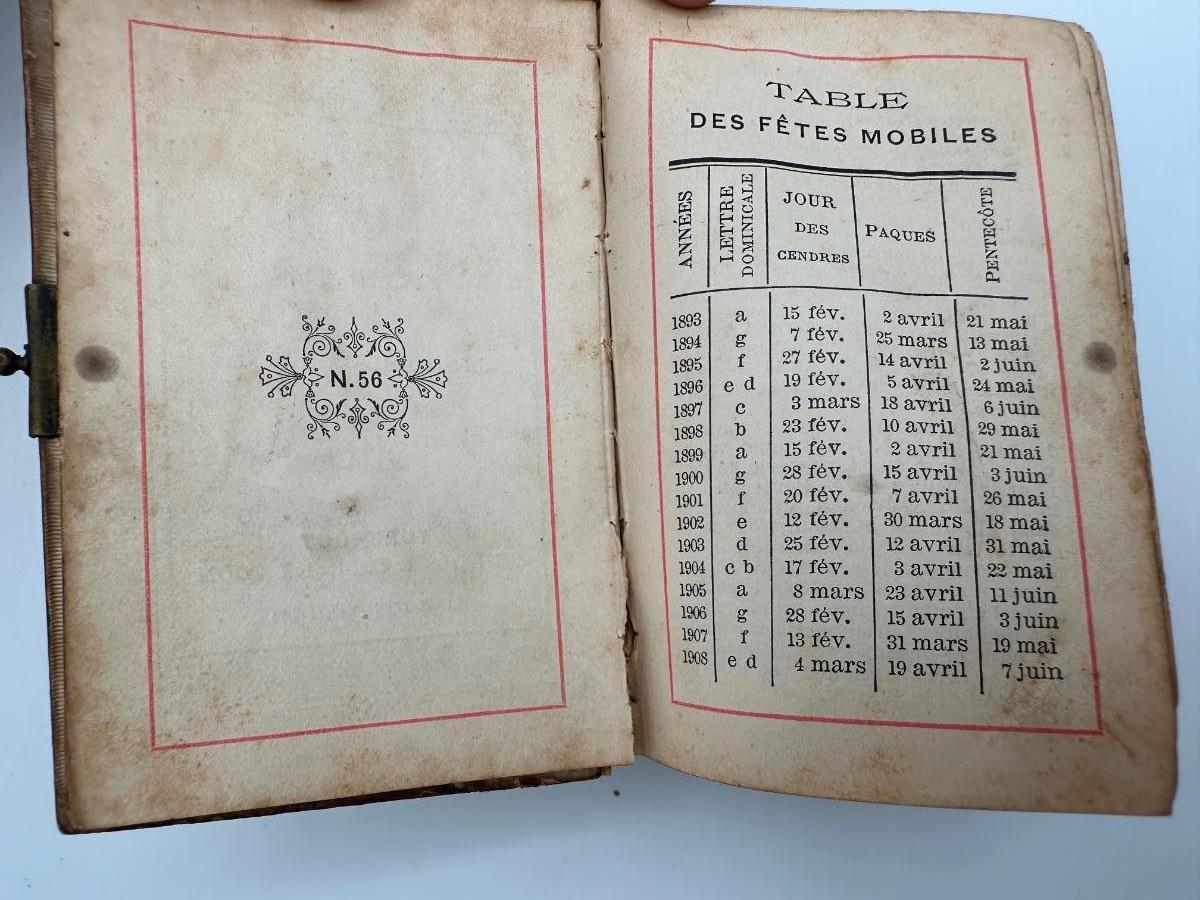 N. 56
TABLE
DES FÊTES MOBILES
ANNÉES LETTRE DOMINICALE JOUR DES CENDRES PAQUES PENTECÔTE
1893 a 15 fév. 2 avril 21 mai
1894 g 7 fév. 25 mars 13 mai
1895 f 27 fév. 14 avril 2 juin
1896 e d 19 fév. 5 avril 24 mai
1897 c 3 mars 18 avril 6 juin
1898 b 23 fév. 10 avril 29 mai
1899 a 15 fév. 2 avril 21 mai
1900 g 28 fév. 15 avril 3 juin
1901 f 20 fév. 7 avril 26 mai
1902 e 12 fév. 30 mars 18 mai
1903 d 25 fév. 12 avril 31 mai
1904 c b 17 fév. 3 avril 22 mai
1905 a 8 mars 23 avril 11 juin
1906 g 28 fév. 15 avril 3 juin
1907 f 13 fév. 31 mars 19 mai
1908 e d 4 mars 19 avril 7 juin